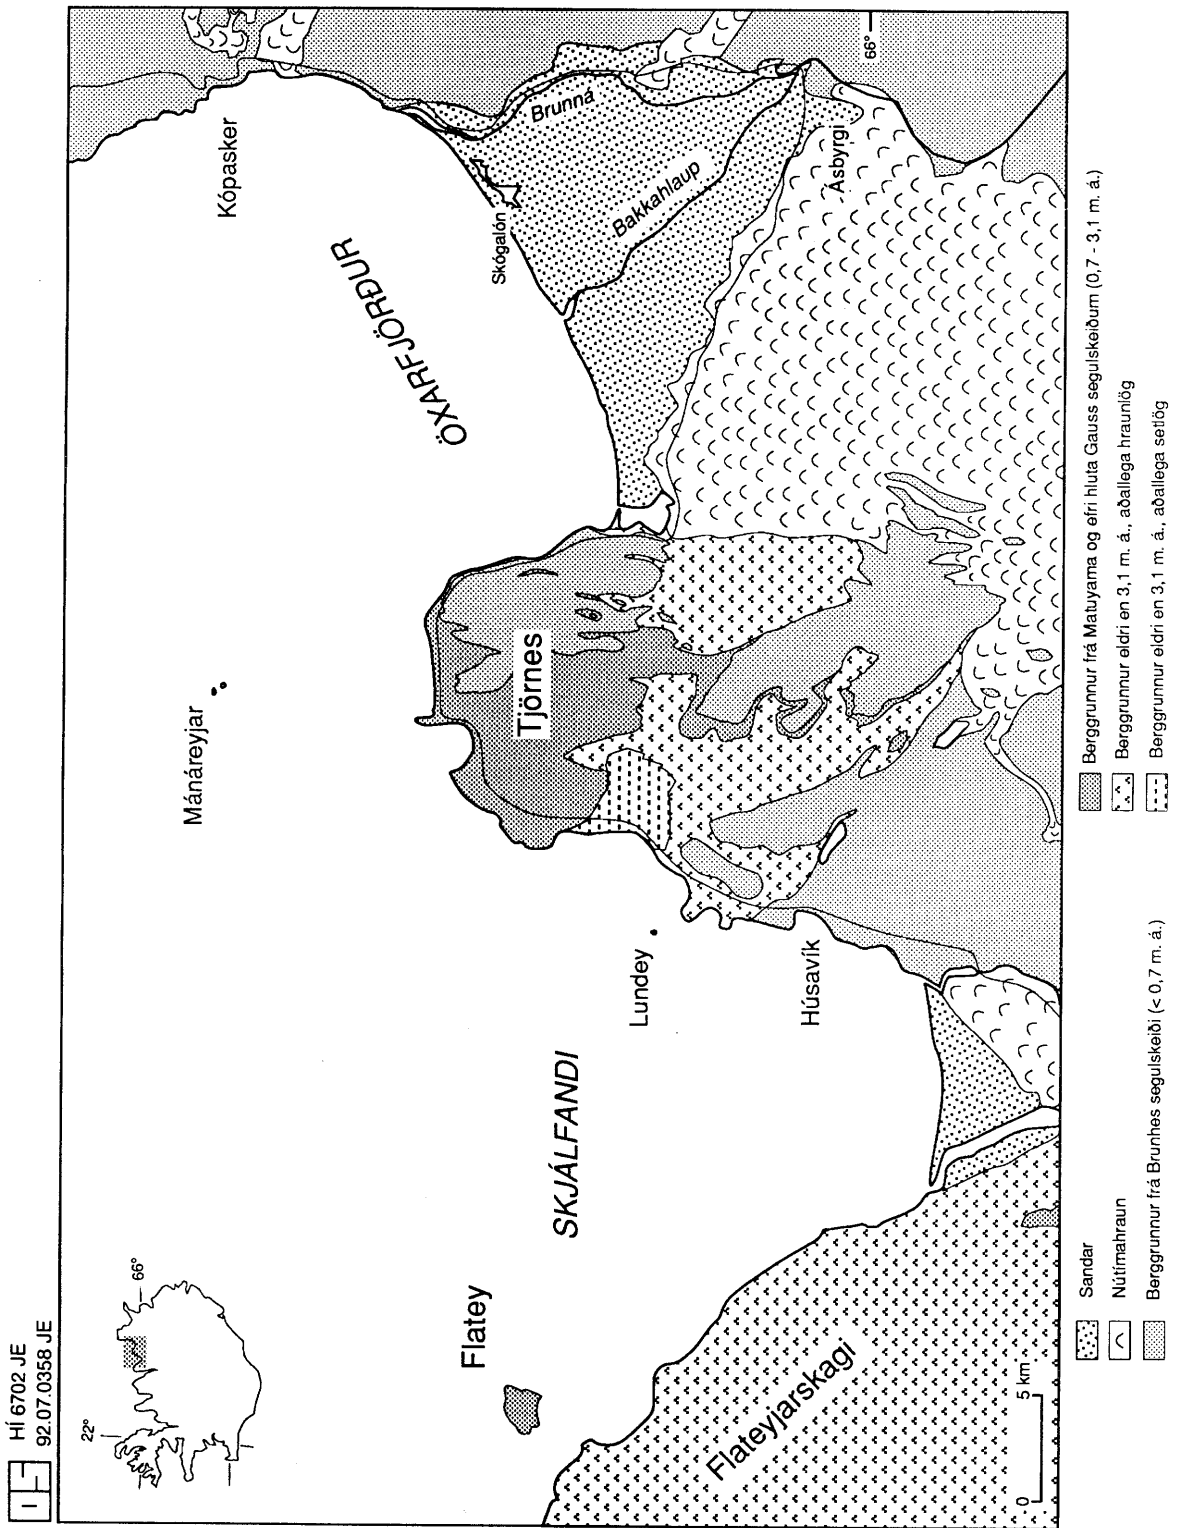 HÍ 6702 JE
92.07.0358 JE
22°
66°
Flatey
SKJÁLFANDI
Flateyjarskagi
0 5 km
Lundey
Húsavík
Mánáreyjar
Tjörnes
ÖXARFJÖRÐUR
Kópasker
Skógalón
Brunná
Bakkahlaup
Ásbyrgi
66°
Sandar
Nútímahraun
Berggrunnur frá Brunhes segulskeiði (< 0,7 m. á.)
Berggrunnur frá Matuyama og efri hluta Gauss segulskeiðum (0,7 - 3,1 m. á.)
Berggrunnur eldri en 3,1 m. á., aðallega hraunlög
Berggrunnur eldri en 3,1 m. á., aðallega setlög